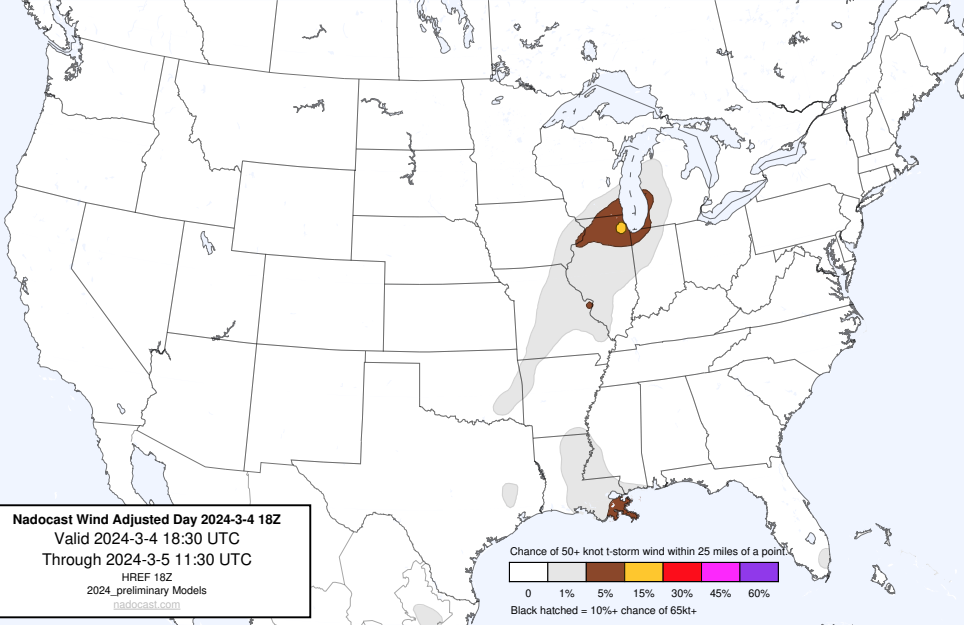 Nadocast Wind Adjusted Day 2024-3-4 18Z
Valid 2024-3-4 18:30 UTC
Through 2024-3-5 11:30 UTC
HREF 18Z
2024_preliminary Models
nadocast.com
Chance of 50+ knot t-storm wind within 25 miles of a point.
0 1% 5% 15% 30% 45% 60%
Black hatched = 10%+ chance of 65kt+